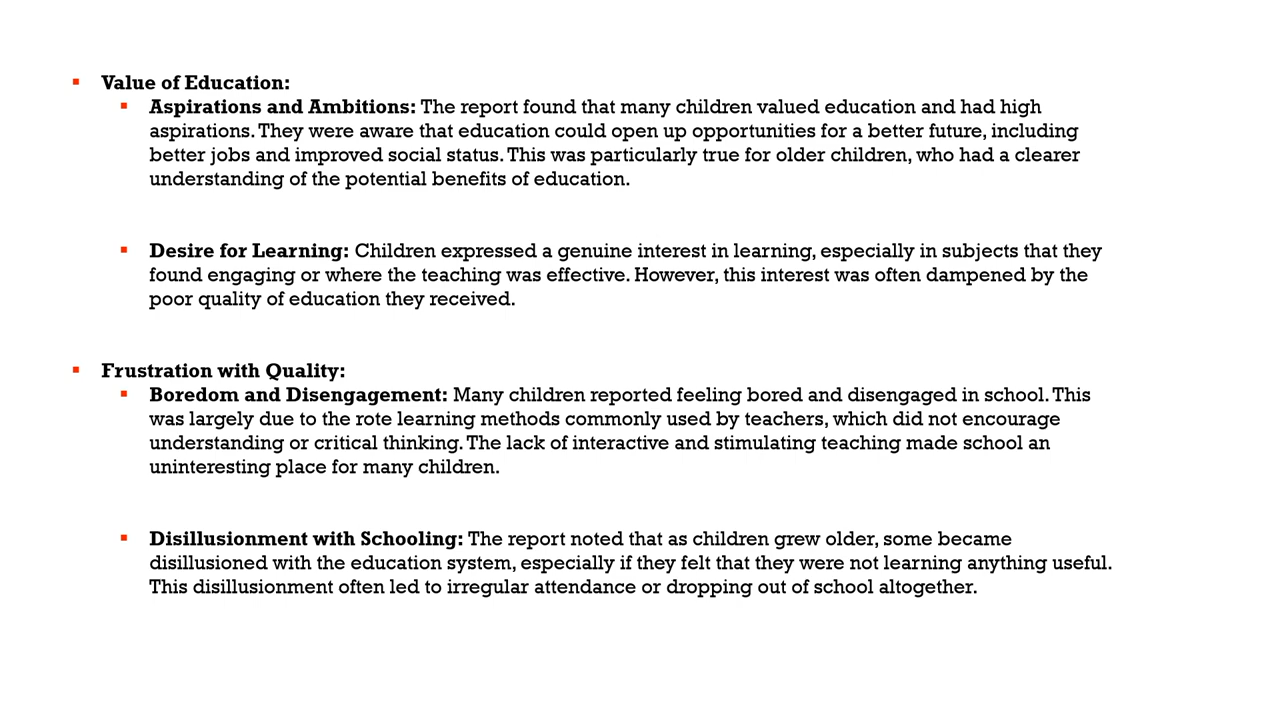 ▪ Value of Education:
▪ Aspirations and Ambitions: The report found that many children valued education and had high
aspirations. They were aware that education could open up opportunities for a better future, including
better jobs and improved social status. This was particularly true for older children, who had a clearer
understanding of the potential benefits of education.
▪ Desire for Learning: Children expressed a genuine interest in learning, especially in subjects that they
found engaging or where the teaching was effective. However, this interest was often dampened by the
poor quality of education they received.
▪ Frustration with Quality:
▪ Boredom and Disengagement: Many children reported feeling bored and disengaged in school. This
was largely due to the rote learning methods commonly used by teachers, which did not encourage
understanding or critical thinking. The lack of interactive and stimulating teaching made school an
uninteresting place for many children.
▪ Disillusionment with Schooling: The report noted that as children grew older, some became
disillusioned with the education system, especially if they felt that they were not learning anything useful.
This disillusionment often led to irregular attendance or dropping out of school altogether.